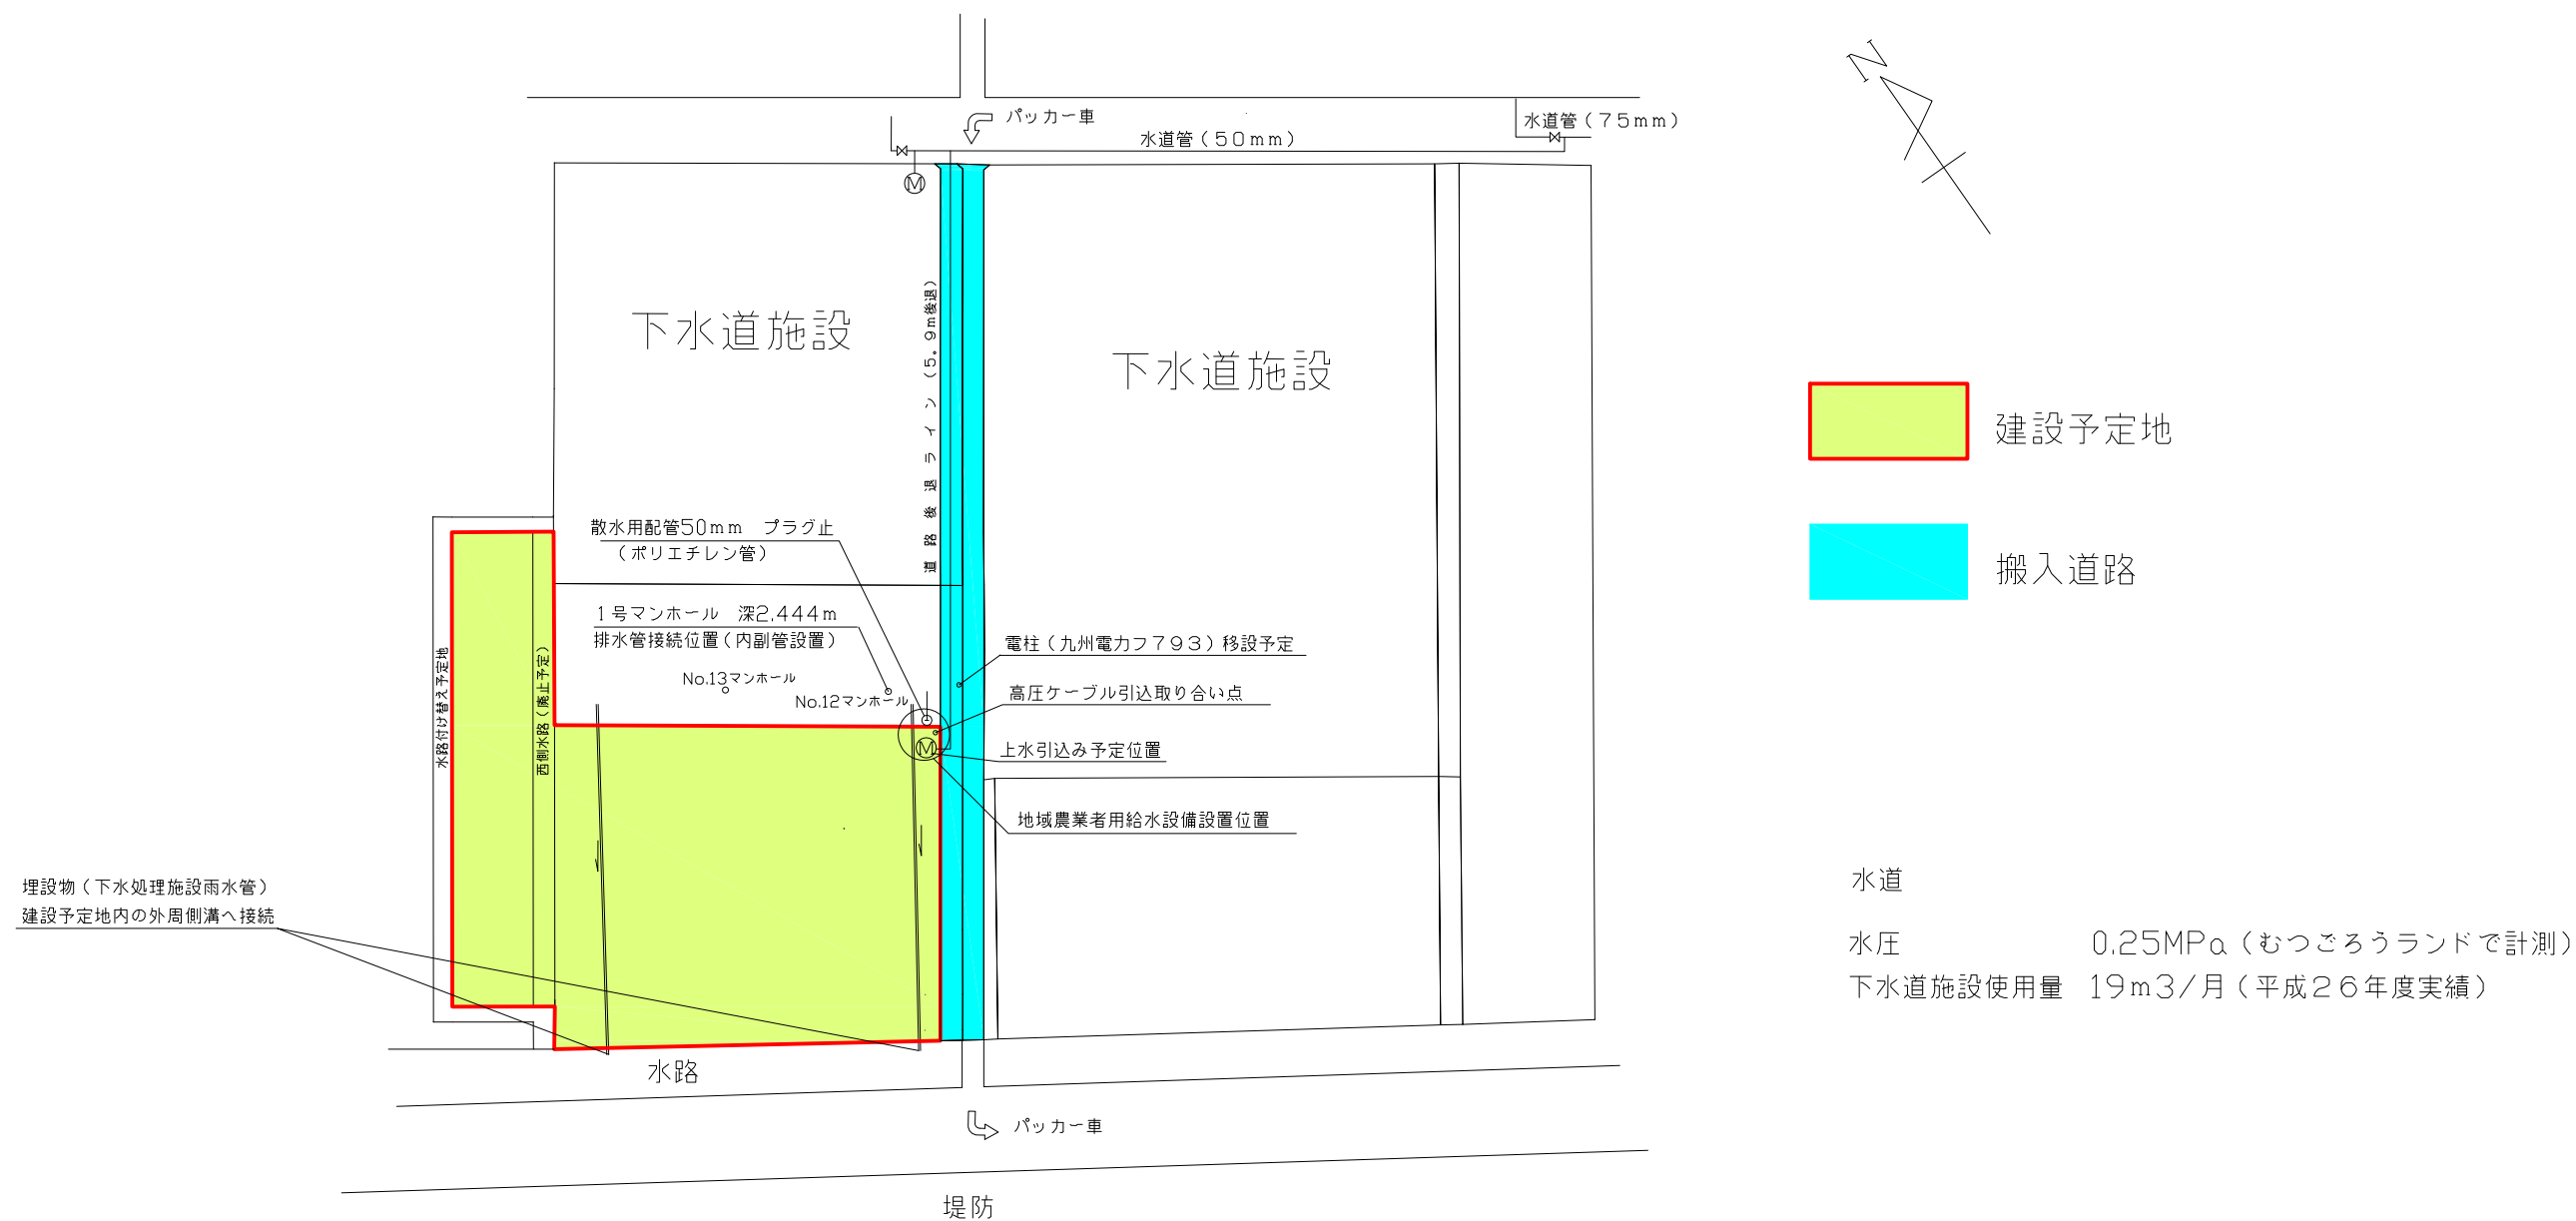 N
パッカー車
水道管（50mm）
水道管（75mm）
M
下水道施設
下水道施設
道路後退ライン（5.9m後退）
建設予定地
搬入道路
散水用配管50mm　プラグ止
（ポリエチレン管）
1号マンホール　深2.444m
排水管接続位置（内副管設置）
No.13マンホール
No.12マンホール
電柱（九州電力フ793）移設予定
高圧ケーブル引込取り合い点
M
上水引込み予定位置
地域農業者用給水設備設置位置
水路付け替え予定地
西側水路（廃止予定）
埋設物（下水処理施設雨水管）
建設予定地内の外周側溝へ接続
水道
水圧　0.25MPa（むつごろうランドで計測）
下水道施設使用量　19m3/月（平成26年度実績）
水路
パッカー車
堤防